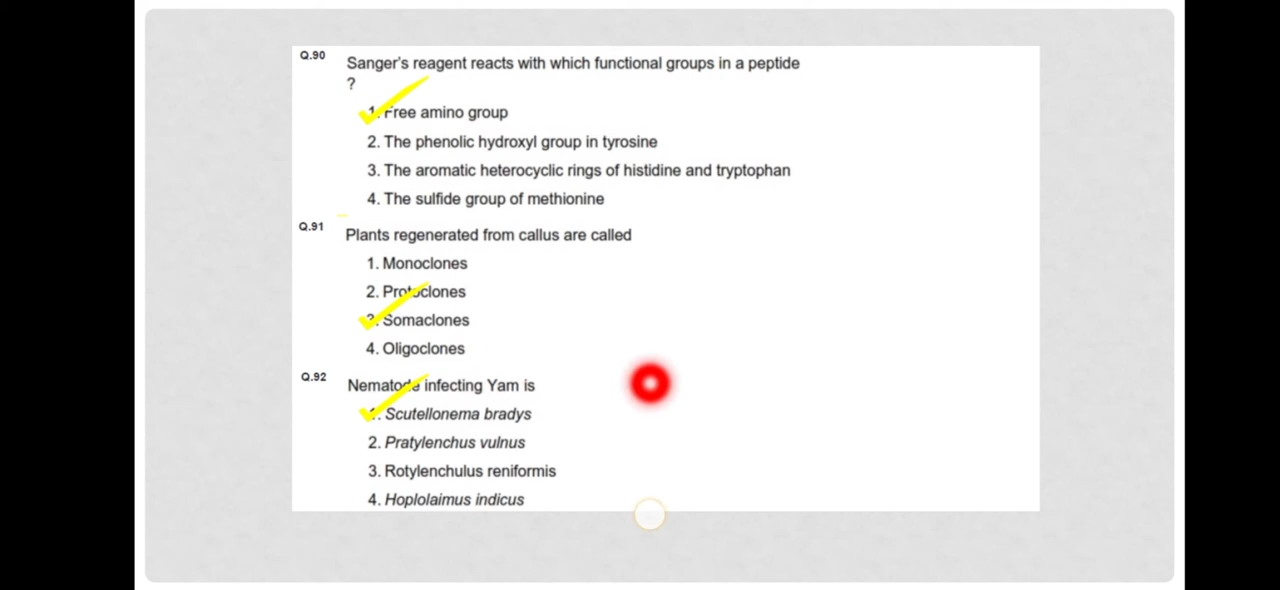 Q.90
Sanger's reagent reacts with which functional groups in a peptide
?
1. Free amino group
2. The phenolic hydroxyl group in tyrosine
3. The aromatic heterocyclic rings of histidine and tryptophan
4. The sulfide group of methionine
Q.91
Plants regenerated from callus are called
1. Monoclones
2. Protoclones
3. Somaclones
4. Oligoclones
Q.92
Nematode infecting Yam is
1. Scutellonema bradys
2. Pratylenchus vulnus
3. Rotylenchulus reniformis
4. Hoplolaimus indicus